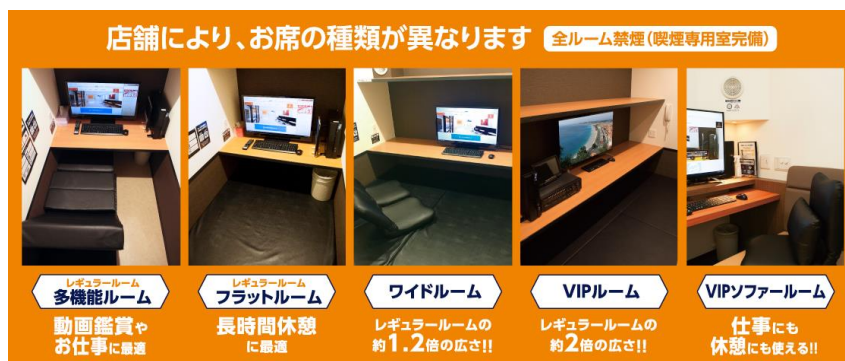 店舗により、お席の種類が異なります 全ルーム禁煙(喫煙専用室完備)
レギュラールーム
多機能ルーム
動画鑑賞や
お仕事に最適
レギュラールーム
フラットルーム
長時間休憩
に最適
ワイドルーム
レギュラールームの
約1.2倍の広さ!!
VIPルーム
レギュラールームの
約2倍の広さ!!
VIPソファールーム
仕事にも
休憩にも使える!!